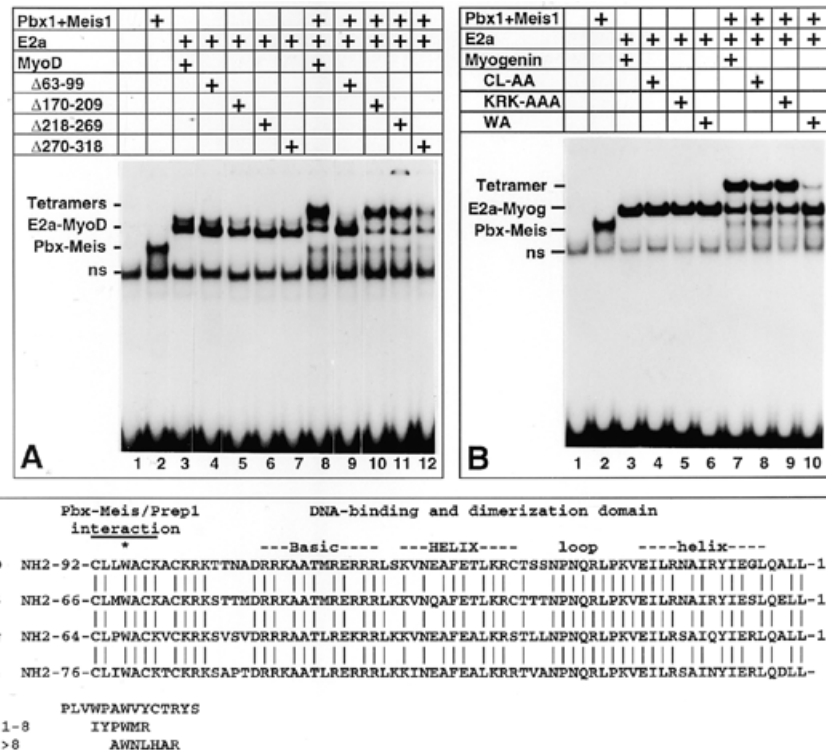 Pbx1+Meis1 + + + + + +
E2a + + + + + + + + + +
MyoD + +
Δ63-99 + +
Δ170-209 + +
Δ218-269 + +
Δ270-318 + +
Tetramers
E2a-MyoD
Pbx-Meis
ns
A
1 2 3 4 5 6 7 8 9 10 11 12
Pbx1+Meis1 + + + + +
E2a + + + + + + + +
Myogenin + +
CL-AA + +
KRK-AAA + +
WA + +
Tetramer
E2a-Myog
Pbx-Meis
ns
B
1 2 3 4 5 6 7 8 9 10
Pbx-Meis/Prep1 DNA-binding and dimerization domain
interaction
* ---Basic---- ---HELIX---- loop ----helix----
NH2-92-CLLWACKACKRKTTNADRRKAATMRERRRLSKVNEAFETLKRCTSSNPNQRLPKVEILRNAIRYIEGLQALL-1
NH2-66-CLMWACKACKRKSTTMDRRKAATMRERRRLKKVNQAFETLKRCTTTNPNQRLPKVEILRNAIRYIESLQELL-1
NH2-64-CLPWACKVCKRKSVSVDRRKAATLREKRRLKKVNEAFEALKRSTLLNPNQRLPKVEILRSAIQYIERLQALL-1
NH2-76-CLIWACKTCKRKSAPTDRRKAATLRERRRLKKINEAFEALKRRTVANPNQRLPKVEILRSAINYIERLQDLL-
PLVWPAWVYCTRYS
1-8 IYPWMR
>8 AWNLHAR